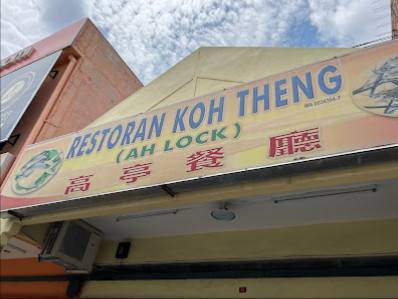 RESTORAN KOH THENG
(AH LOCK)
高亭餐廳